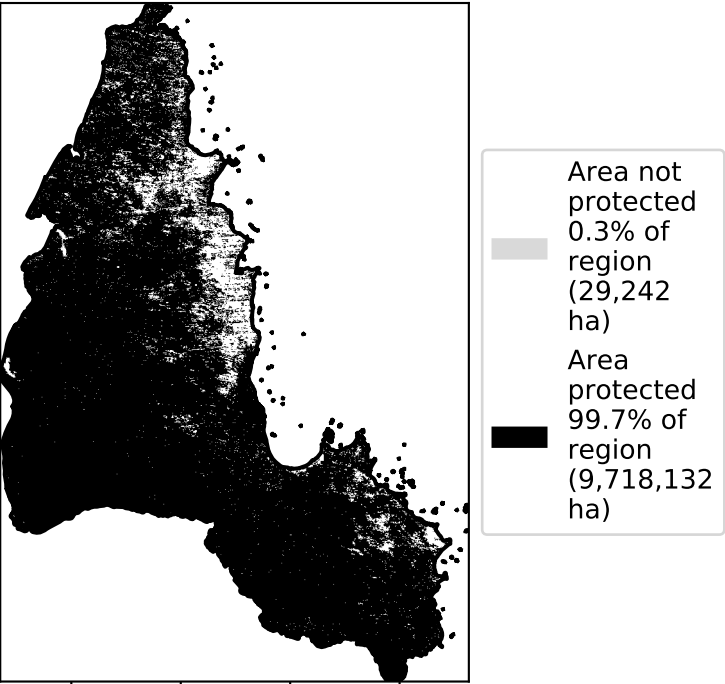 Area not
protected
0.3% of
region
(29,242
ha)
Area
protected
99.7% of
region
(9,718,132
ha)